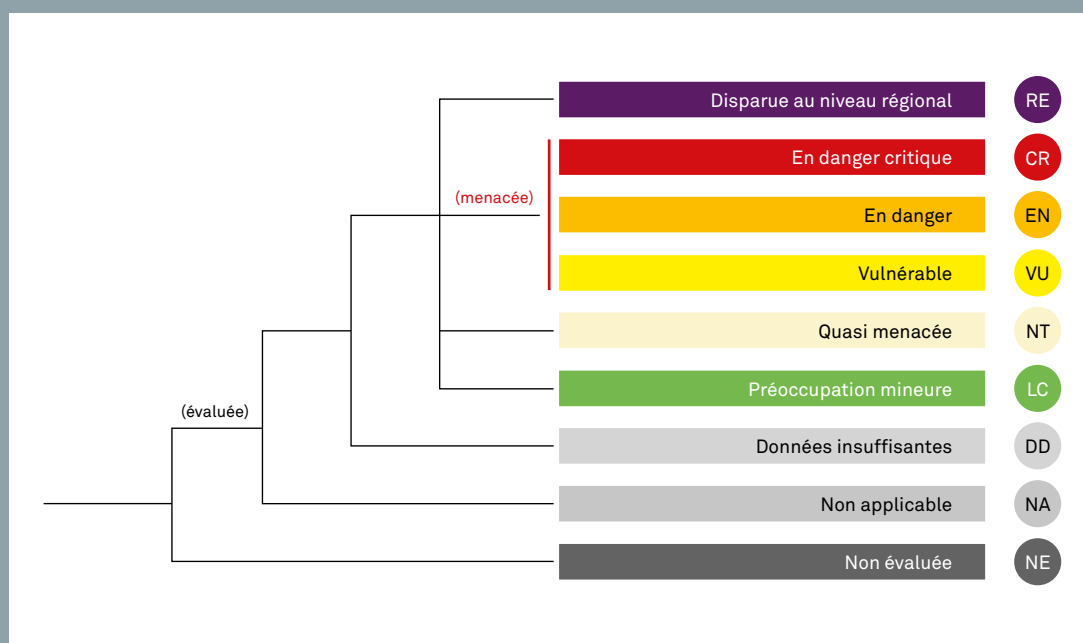 Disparue au niveau régional RE
En danger critique CR
(menacée)
En danger EN
Vulnérable VU
Quasi menacée NT
Préoccupation mineure LC
(évaluée)
Données insuffisantes DD
Non applicable NA
Non évaluée NE